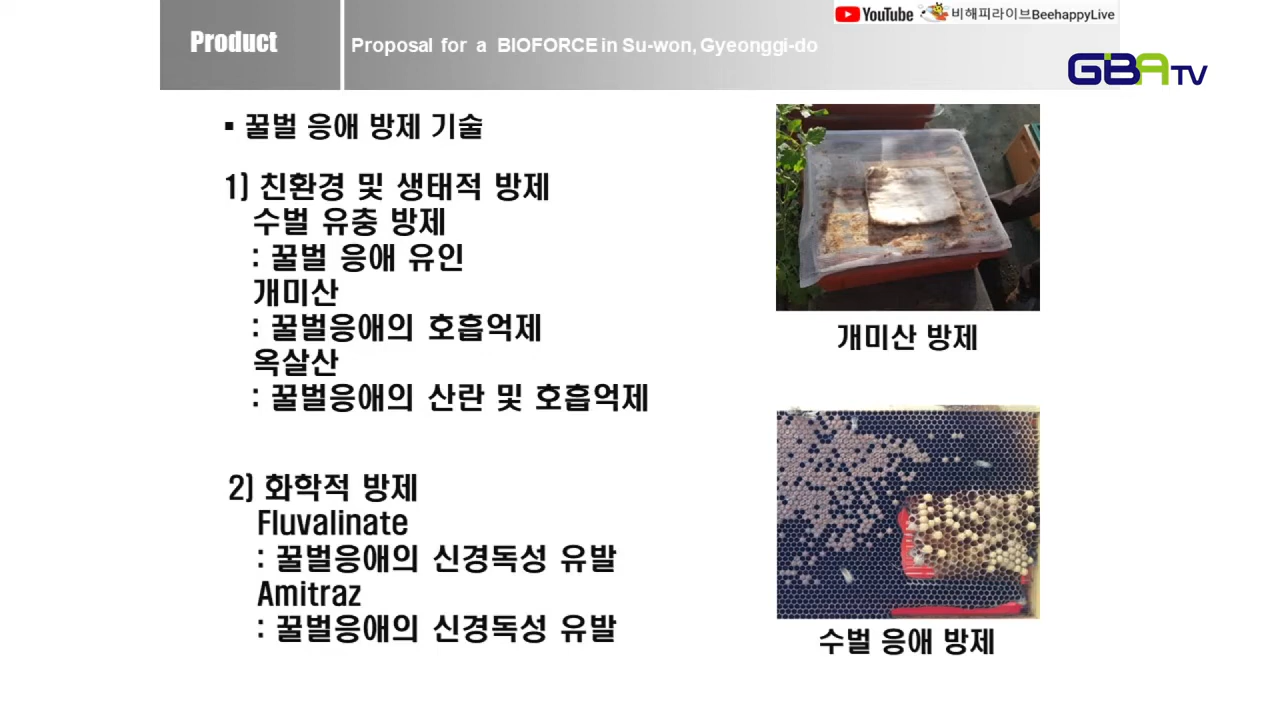 Product
Proposal for a BIOFORCE in Su-won, Gyeonggi-do
YouTube 비해피라이브BeehappyLive
GBA TV
▪ 꿀벌 응애 방제 기술
1) 친환경 및 생태적 방제
수벌 유충 방제
: 꿀벌 응애 유인
개미산
: 꿀벌응애의 호흡억제
옥살산
: 꿀벌응애의 산란 및 호흡억제
2) 화학적 방제
Fluvalinate
: 꿀벌응애의 신경독성 유발
Amitraz
: 꿀벌응애의 신경독성 유발
개미산 방제
수벌 응애 방제